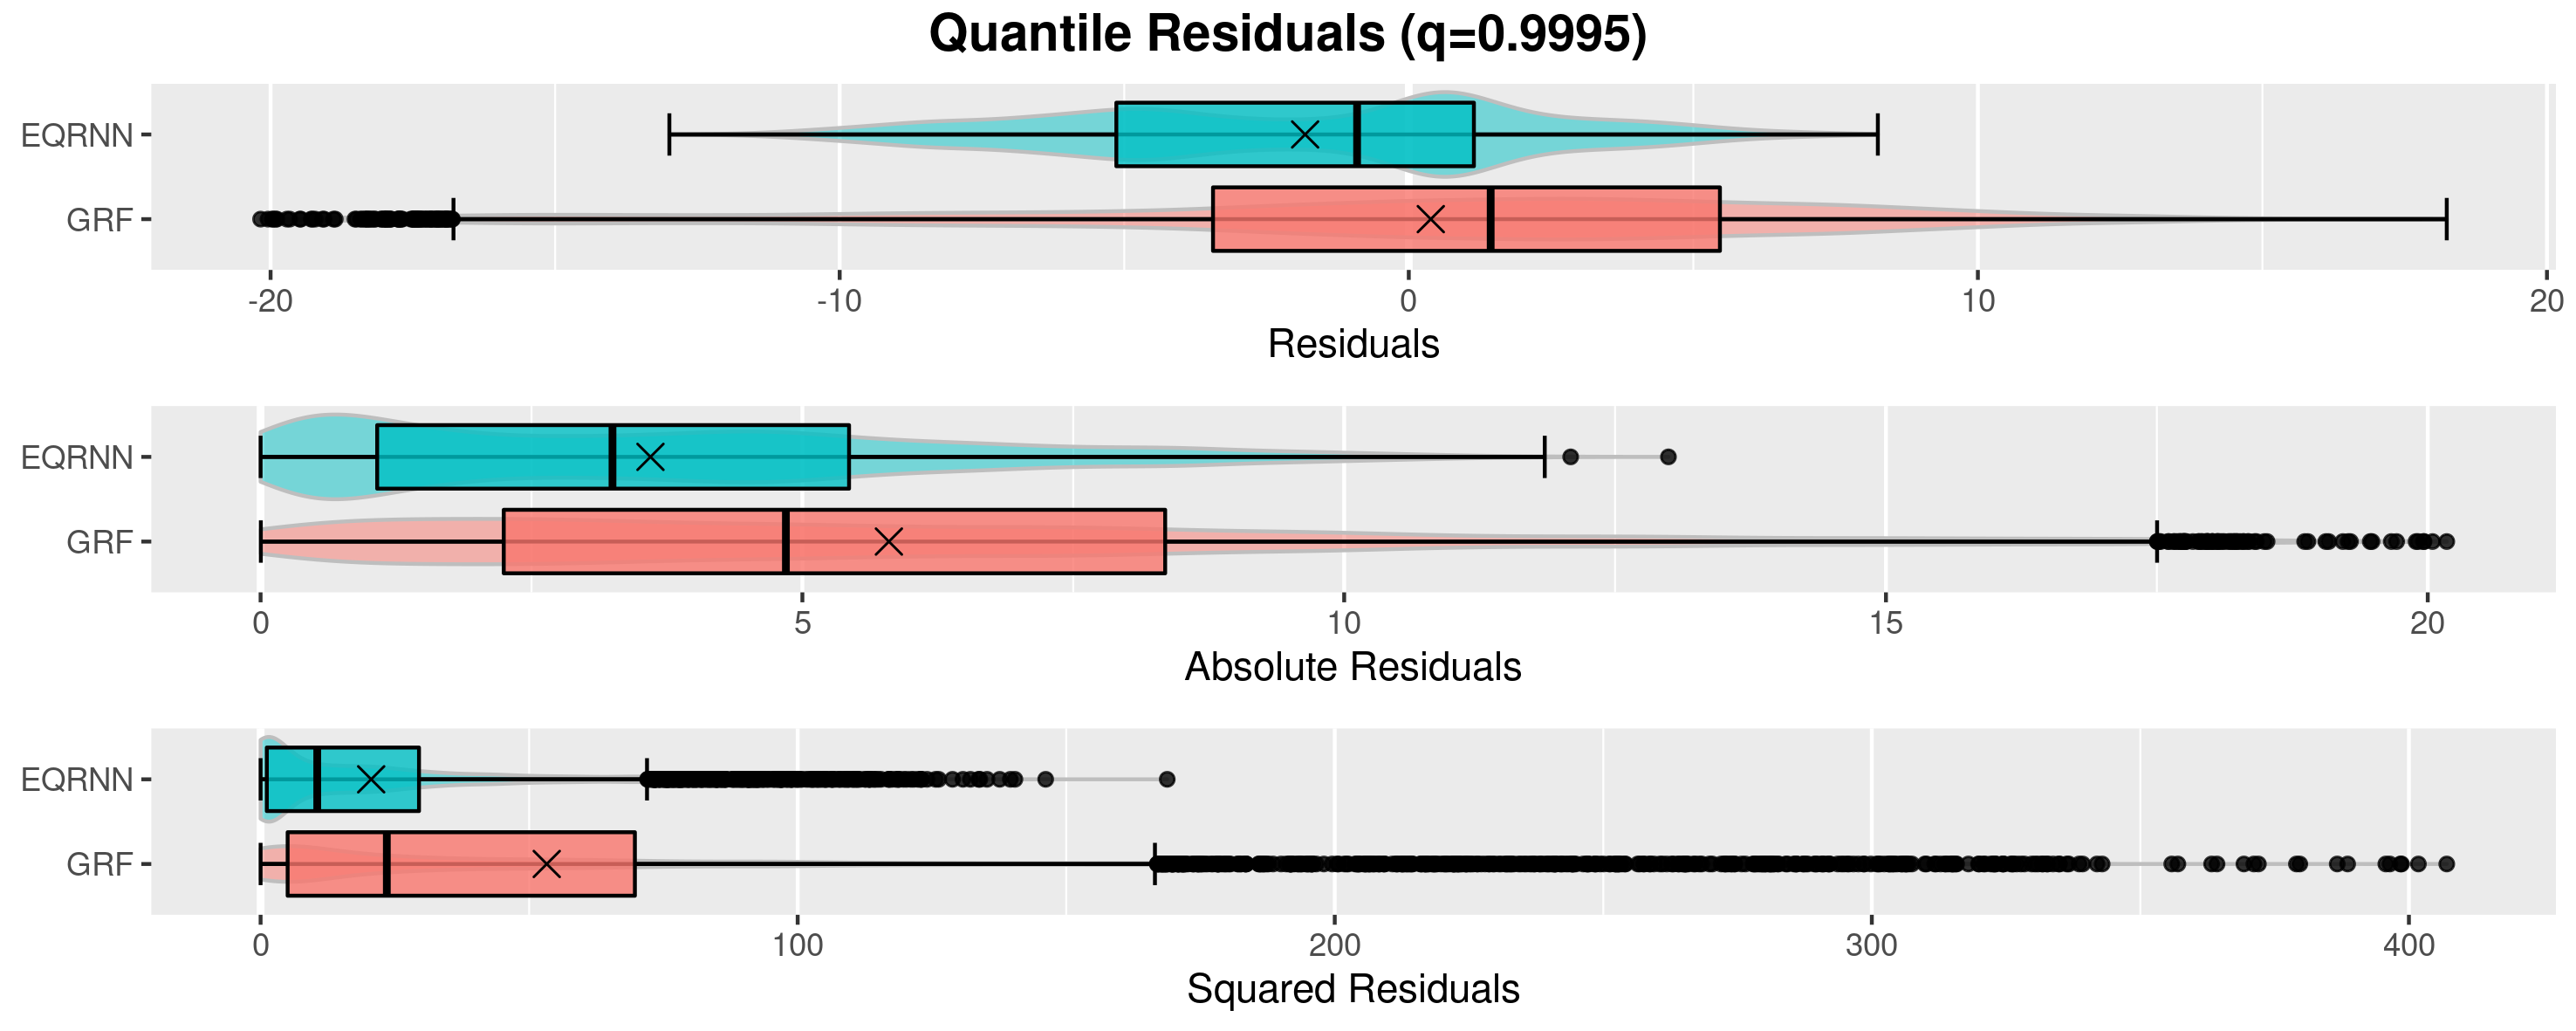 Quantile Residuals (q=0.9995)
EQRNN
GRF
-20 -10 0 10 20
Residuals
EQRNN
GRF
0 5 10 15 20
Absolute Residuals
EQRNN
GRF
0 100 200 300 400
Squared Residuals